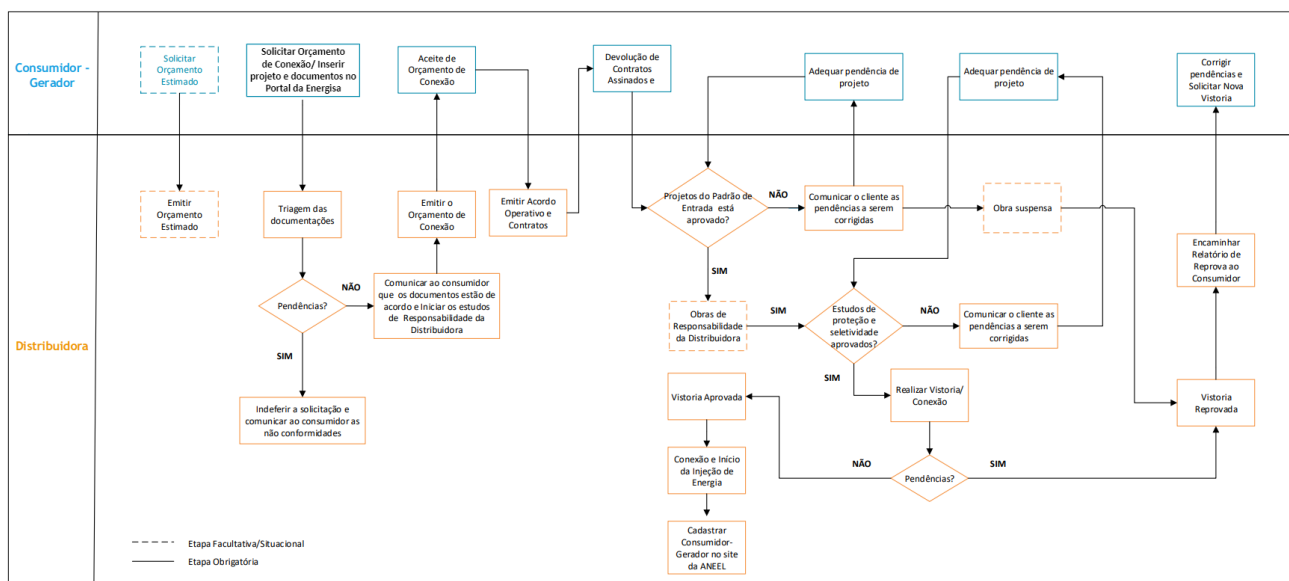 Consumidor -
Gerador
Solicitar
Orçamento
Estimado
Solicitar Orçamento
de Conexão/ Inserir
projeto e documentos no
Portal da Energisa
Aceite de
Orçamento de
Conexão
Devolução de
Contratos
Assinados e
Adequar pendência de
projeto
Adequar pendência de
projeto
Corrigir
pendências e
Solicitar Nova
Vistoria
Distribuidora
Emitir
Orçamento
Estimado
Triagem das
documentações
Emitir o
Orçamento de
Conexão
Emitir Acordo
Operativo e
Contratos
Projetos do Padrão de
Entrada está
aprovado?
NÃO
Comunicar o cliente as
pendências a serem
corrigidas
Obra suspensa
Encaminhar
Relatório de
Reprova ao
Consumidor
SIM
Pendências?
NÃO
Comunicar ao consumidor
que os documentos estão de
acordo e Iniciar os estudos
de Responsabilidade da
Distribuidora
Obras de
Responsabilidade
da Distribuidora
SIM
Estudos de
proteção e
seletividade
aprovados?
NÃO
Comunicar o cliente as
pendências a serem
corrigidas
SIM
SIM
Indeferir a solicitação e
comunicar ao consumidor as
não conformidades
Vistoria Aprovada
Realizar Vistoria/
Conexão
Vistoria
Reprovada
Conexão e Início
da Injeção de
Energia
NÃO
Pendências?
SIM
Cadastrar
Consumidor-
Gerador no site
da ANEEL
Etapa Facultativa/Situacional
Etapa Obrigatória